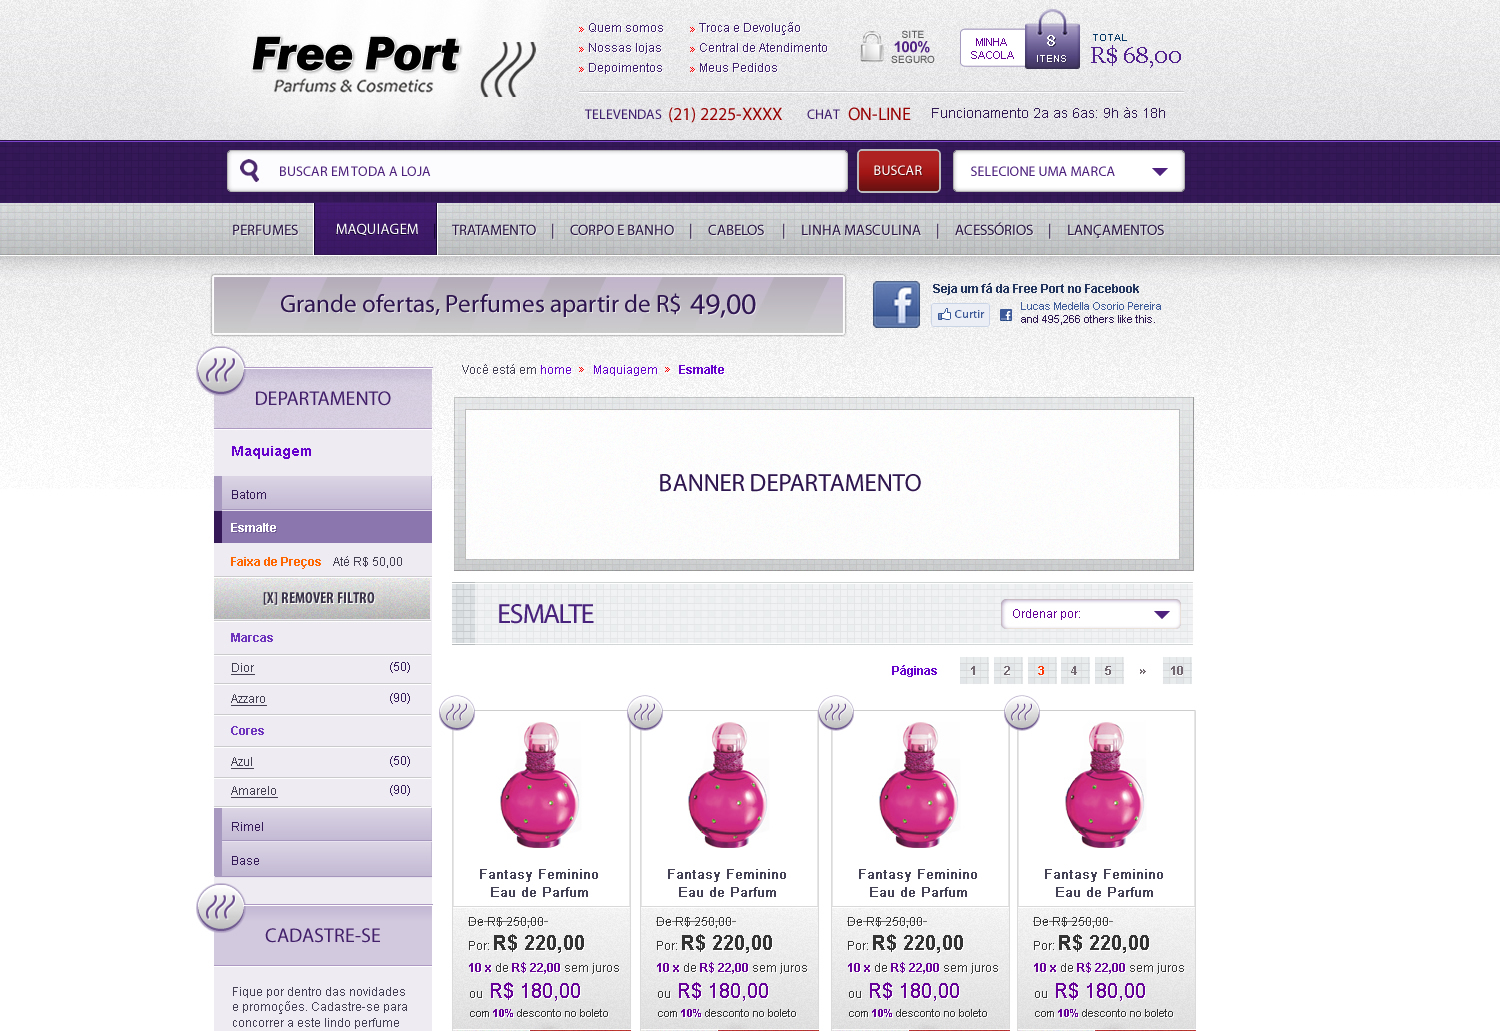 Free Port
Parfums & Cosmetics
» Quem somos
» Nossas lojas
» Depoimentos
» Troca e Devolução
» Central de Atendimento
» Meus Pedidos
SITE
100%
SEGURO
MINHA
SACOLA
8
ITENS
TOTAL
R$ 68,00
TELEVENDAS (21) 2225-XXXX CHAT ON-LINE Funcionamento 2a as 6as: 9h às 18h
BUSCAR EM TODA A LOJA
BUSCAR
SELECIONE UMA MARCA
PERFUMES MAQUIAGEM TRATAMENTO | CORPO E BANHO | CABELOS | LINHA MASCULINA | ACESSÓRIOS | LANÇAMENTOS
Grande ofertas, Perfumes apartir de R$ 49,00
f
Seja um fá da Free Port no Facebook
Curtir
f
Lucas Medella Osorio Pereira
and 495,266 others like this.
DEPARTAMENTO
Maquiagem
Batom
Esmalte
Faixa de Preços Até R$ 50,00
[X] REMOVER FILTRO
Marcas
Dior (50)
Azzaro (90)
Cores
Azul (50)
Amarelo (90)
Rimel
Base
CADASTRE-SE
Fique por dentro das novidades
e promoções. Cadastre-se para
concorrer a este lindo perfume
Você está em home » Maquiagem » Esmalte
BANNER DEPARTAMENTO
ESMALTE
Ordenar por:
Páginas 1 2 3 4 5 » 10
Fantasy Feminino
Eau de Parfum
De R$ 250,00
Por: R$ 220,00
10 x de R$ 22,00 sem juros
ou R$ 180,00
com 10% desconto no boleto
Fantasy Feminino
Eau de Parfum
De R$ 250,00
Por: R$ 220,00
10 x de R$ 22,00 sem juros
ou R$ 180,00
com 10% desconto no boleto
Fantasy Feminino
Eau de Parfum
De R$ 250,00
Por: R$ 220,00
10 x de R$ 22,00 sem juros
ou R$ 180,00
com 10% desconto no boleto
Fantasy Feminino
Eau de Parfum
De R$ 250,00
Por: R$ 220,00
10 x de R$ 22,00 sem juros
ou R$ 180,00
com 10% desconto no boleto